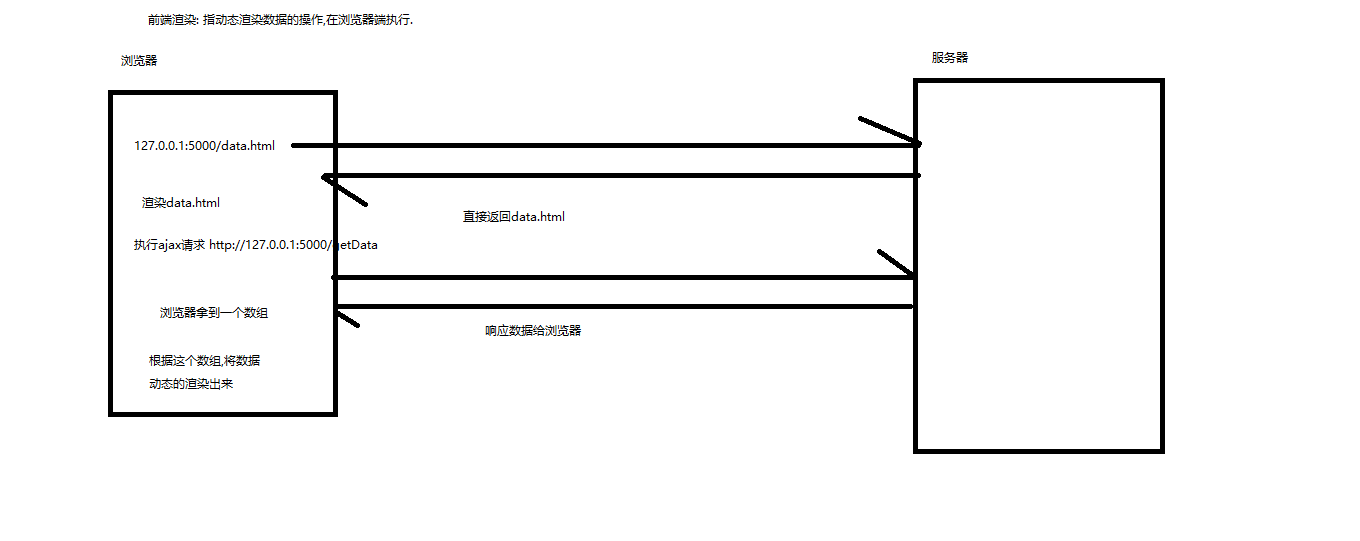 前端渲染: 指动态渲染数据的操作,在浏览器端执行.
浏览器
服务器
127.0.0.1:5000/data.html
渲染data.html
直接返回data.html
执行ajax请求 http://127.0.0.1:5000/getData
浏览器拿到一个数组
响应数据给浏览器
根据这个数组,将数据
动态的渲染出来